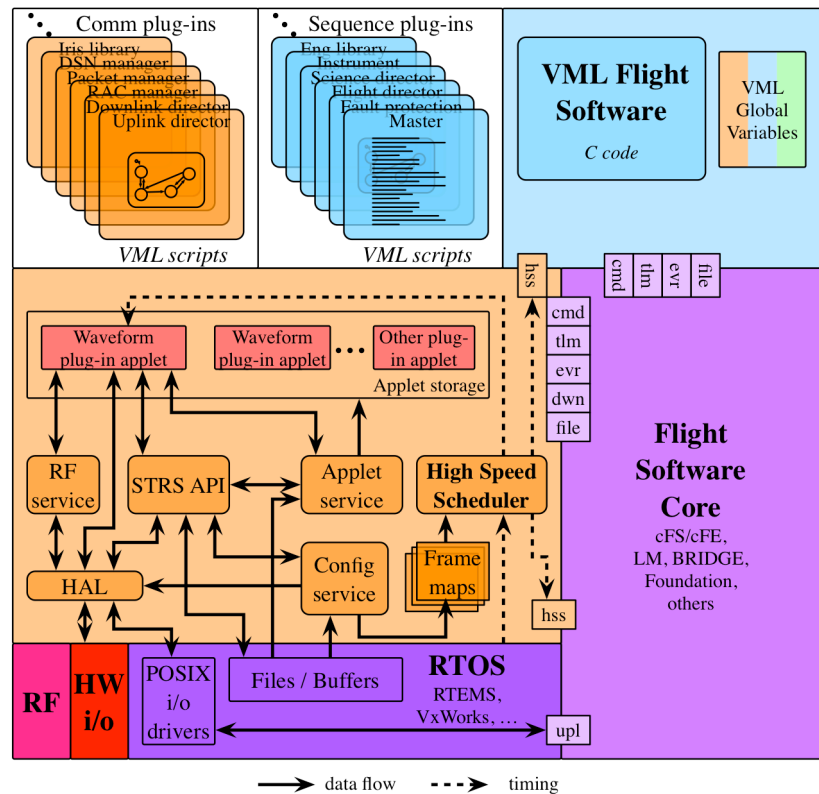 Comm plug-ins
Iris library
DSN manager
Packet manager
RAC manager
Downlink director
Uplink director
VML scripts
Sequence plug-ins
Eng library
Instrument
Science director
Flight director
Fault protection
Master
VML scripts
VML Flight
Software
C code
VML
Global
Variables
hss
cmd
tlm
evr
file
cmd
tlm
evr
dwn
file
Waveform
plug-in applet
Waveform
plug-in applet
Other plug-
in applet
Applet storage
RF
service
STRS API
Applet
service
High Speed
Scheduler
HAL
Config
service
Frame
maps
hss
Flight
Software
Core
cFS/cFE,
LM, BRIDGE,
Foundation,
others
RF
HW
i/o
POSIX
i/o
drivers
Files / Buffers
RTOS
RTEMS,
VxWorks, ...
upl
data flow
timing